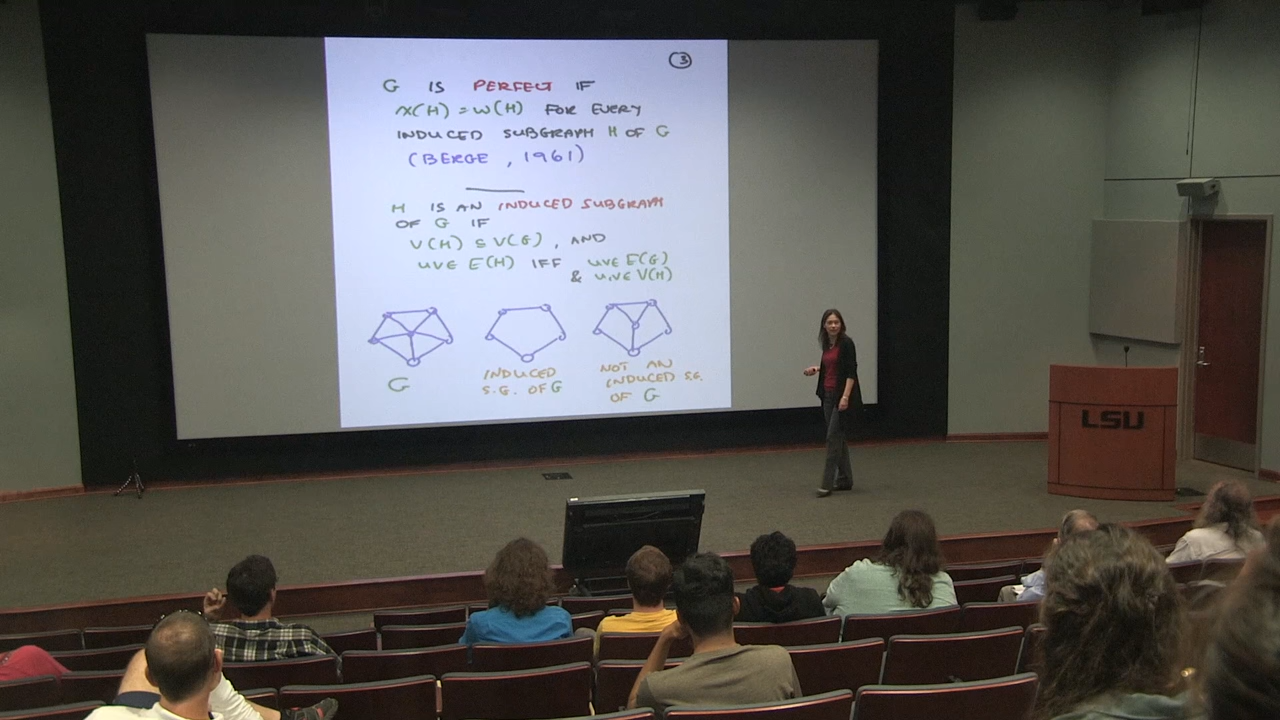 3
G IS PERFECT IF
χ(H) = ω(H) FOR EVERY
INDUCED SUBGRAPH H OF G
(BERGE, 1961)
H IS AN INDUCED SUBGRAPH
OF G IF
V(H) ⊆ V(G), AND
uv ∈ E(H) IFF uv ∈ E(G)
& u,v ∈ V(H)
G
INDUCED
S.G. OF G
NOT AN
INDUCED S.G.
OF G
LSU